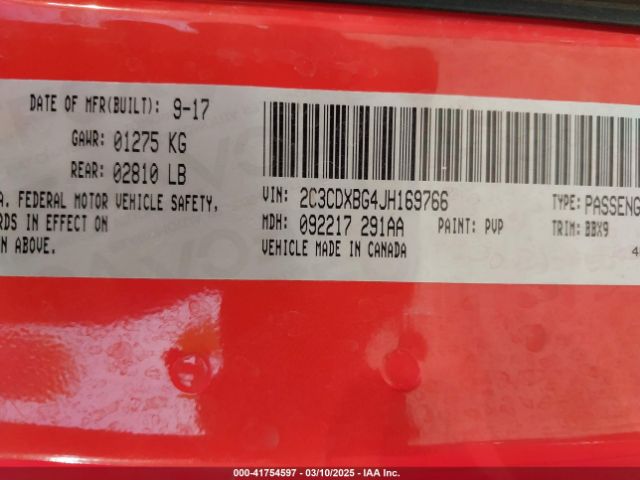 DATE OF MFR(BUILT): 9-17
GAWR: 01275 KG
REAR: 02810 LB
A. FEDERAL MOTOR VEHICLE SAFETY,
RDS IN EFFECT ON
N ABOVE.
VIN: 2C3CDXBG4JH169766
TYPE: PASSENG
MDH: 092217 291AA
PAINT: PVP
TRIM: BBX9
VEHICLE MADE IN CANADA
000-41754597 - 03/10/2025 - IAA Inc.